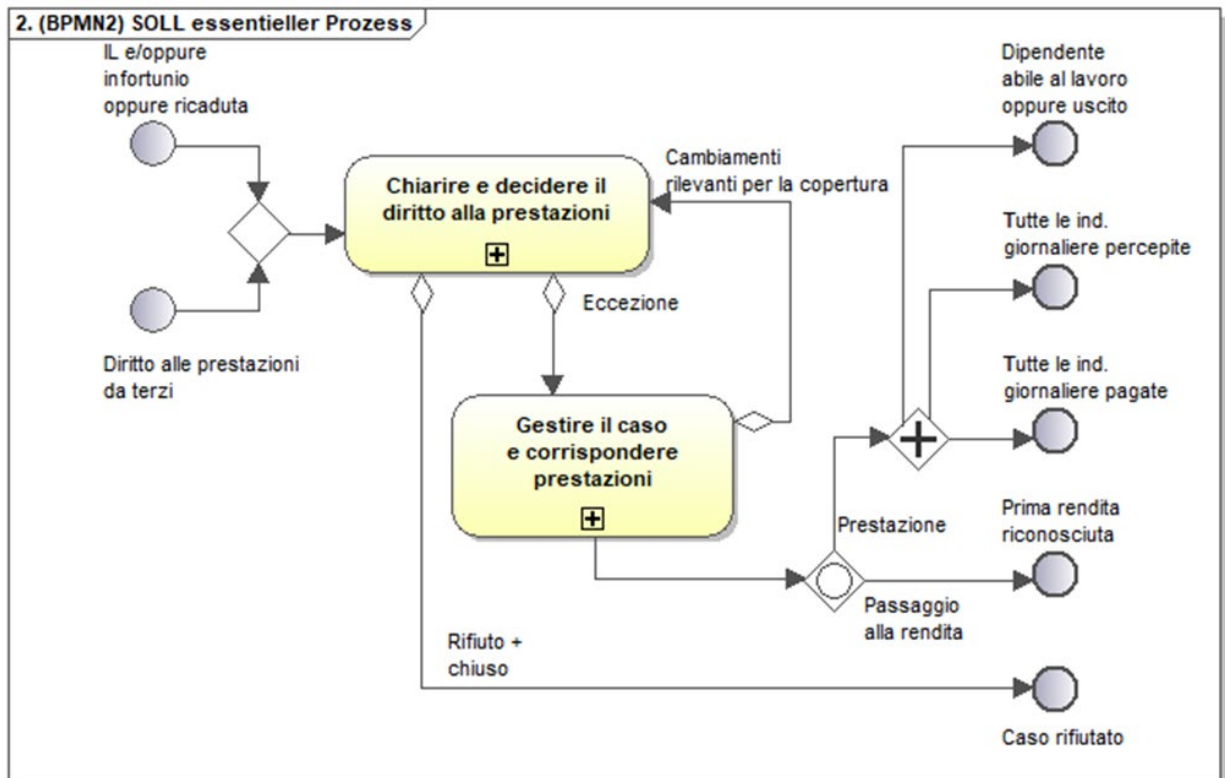 2. (BPMN2) SOLL essentieller Prozess
IL e/oppure
infortunio
oppure ricaduta
Diritto alle prestazioni
da terzi
Chiarire e decidere il
diritto alla prestazioni
Cambiamenti
rilevanti per la copertura
Eccezione
Gestire il caso
e corrispondere
prestazioni
Rifiuto +
chiuso
Prestazione
Passaggio
alla rendita
Dipendente
abile al lavoro
oppure uscito
Tutte le ind.
giornaliere percepite
Tutte le ind.
giornaliere pagate
Prima rendita
riconosciuta
Caso rifiutato